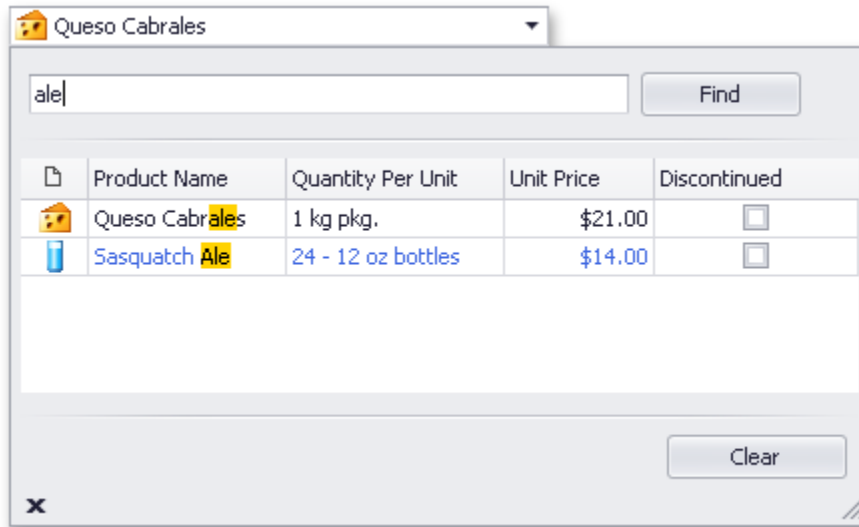 Queso Cabrales
ale
Find
Product Name Quantity Per Unit Unit Price Discontinued
Queso Cabrales 1 kg pkg. $21.00
Sasquatch Ale 24 - 12 oz bottles $14.00
Clear